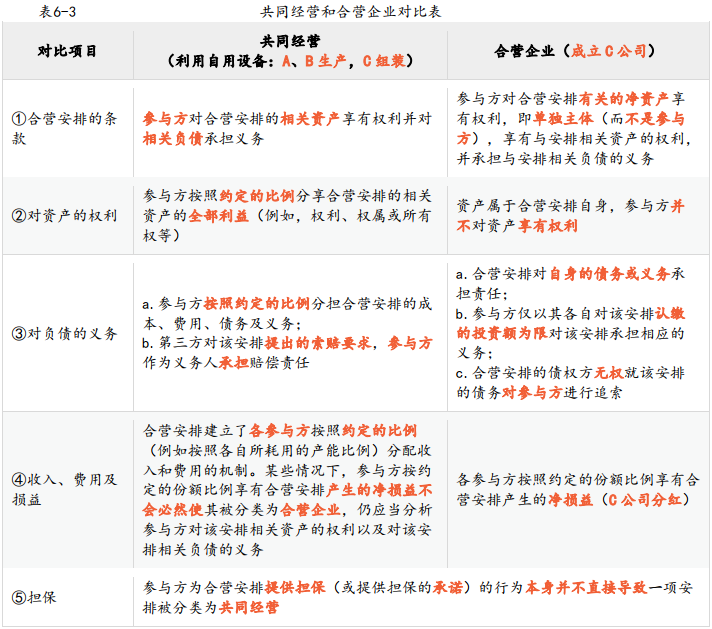 表6-3
共同经营和合营企业对比表
对比项目
共同经营
（利用自用设备：A、B生产，C组装）
合营企业（成立C公司）
①合营安排的条
款
参与方对合营安排的相关资产享有权利并对
相关负债承担义务
参与方对合营安排有关的净资产享
有权利，即单独主体（而不是参与
方），享有与安排相关资产的权利，
并承担与安排相关负债的义务
②对资产的权利
参与方按照约定的比例分享合营安排的相关
资产的全部利益（例如，权利、权属或所有
权等）
资产属于合营安排自身，参与方并
不对资产享有权利
③对负债的义务
a. 参与方按照约定的比例分担合营安排的成
本、费用、债务及义务；
b. 第三方对该安排提出的索赔要求，参与方
作为义务人承担赔偿责任
a. 合营安排对自身的债务或义务承
担责任；
b. 参与方仅以其各自对该安排认缴
的投资额为限对该安排承担相应的
义务；
c. 合营安排的债权方无权就该安排
的债务对参与方进行追索
④收入、费用及
损益
合营安排建立了各参与方按照约定的比例
（例如按照各自所耗用的产能比例）分配收
入和费用的机制。某些情况下，参与方按约
定的份额比例享有合营安排产生的净损益不
会必然使其被分类为合营企业，仍应当分析
参与方对该安排相关资产的权利以及对该安
排相关负债的义务
各参与方按照约定的份额比例享有合
营安排产生的净损益（C公司分红）
⑤担保
参与方为合营安排提供担保（或提供担保的承诺）的行为本身并不直接导致一项安
排被分类为共同经营